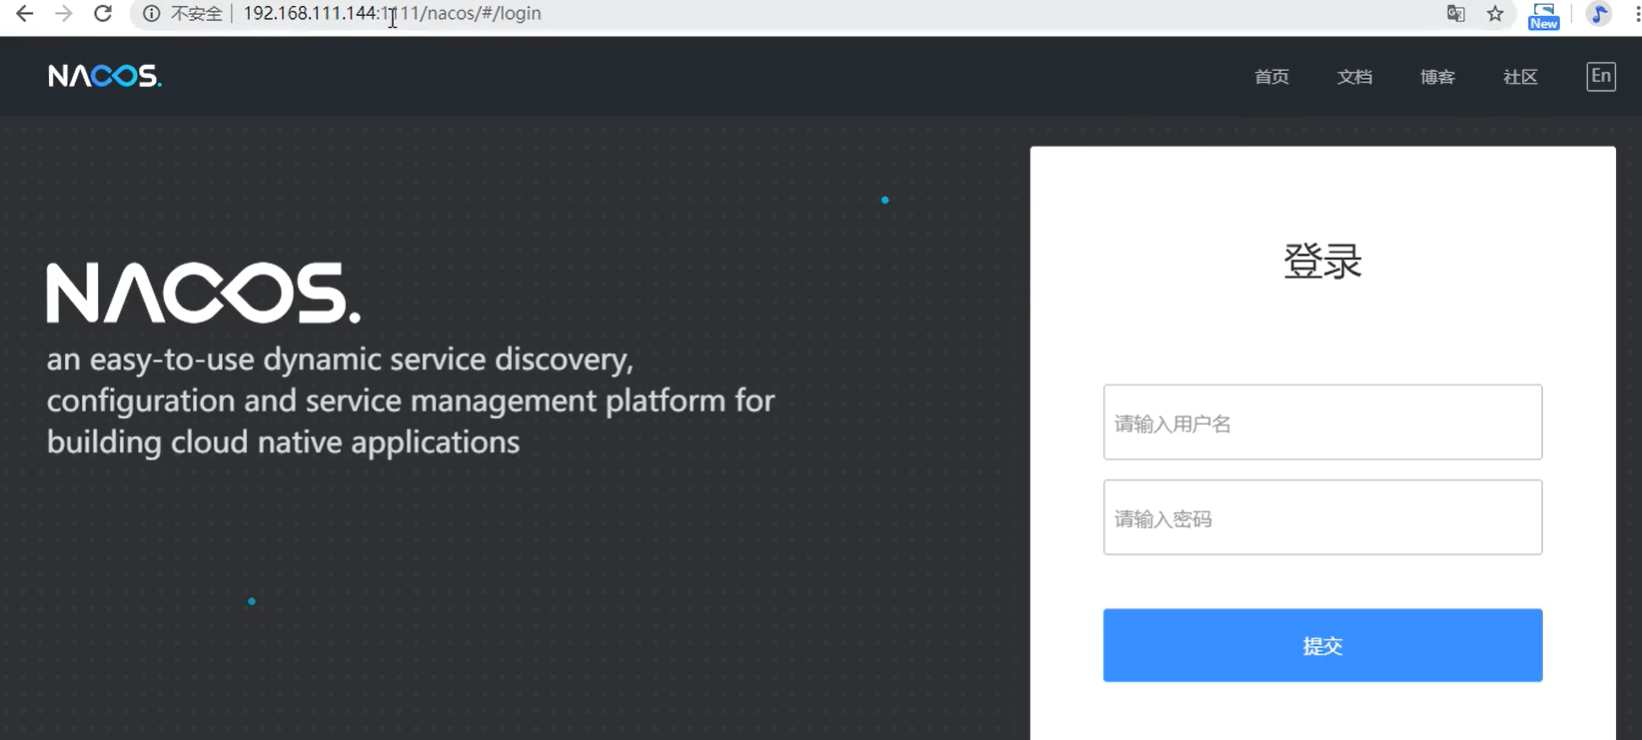 不安全 192.168.111.144:1111/nacos/#/login
New
NACOS.
首页 文档 博客 社区 En
登录
NACOS.
an easy-to-use dynamic service discovery,
configuration and service management platform for
building cloud native applications
请输入用户名
请输入密码
提交